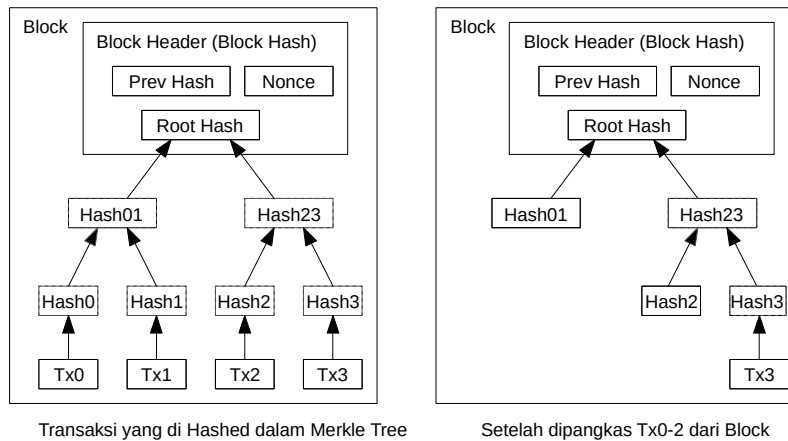 Block
Block Header (Block Hash)
Prev Hash
Nonce
Root Hash
Hash01
Hash23
Hash0
Hash1
Hash2
Hash3
Tx0
Tx1
Tx2
Tx3
Transaksi yang di Hashed dalam Merkle Tree
Block
Block Header (Block Hash)
Prev Hash
Nonce
Root Hash
Hash01
Hash23
Hash2
Hash3
Tx3
Setelah dipangkas Tx0-2 dari Block